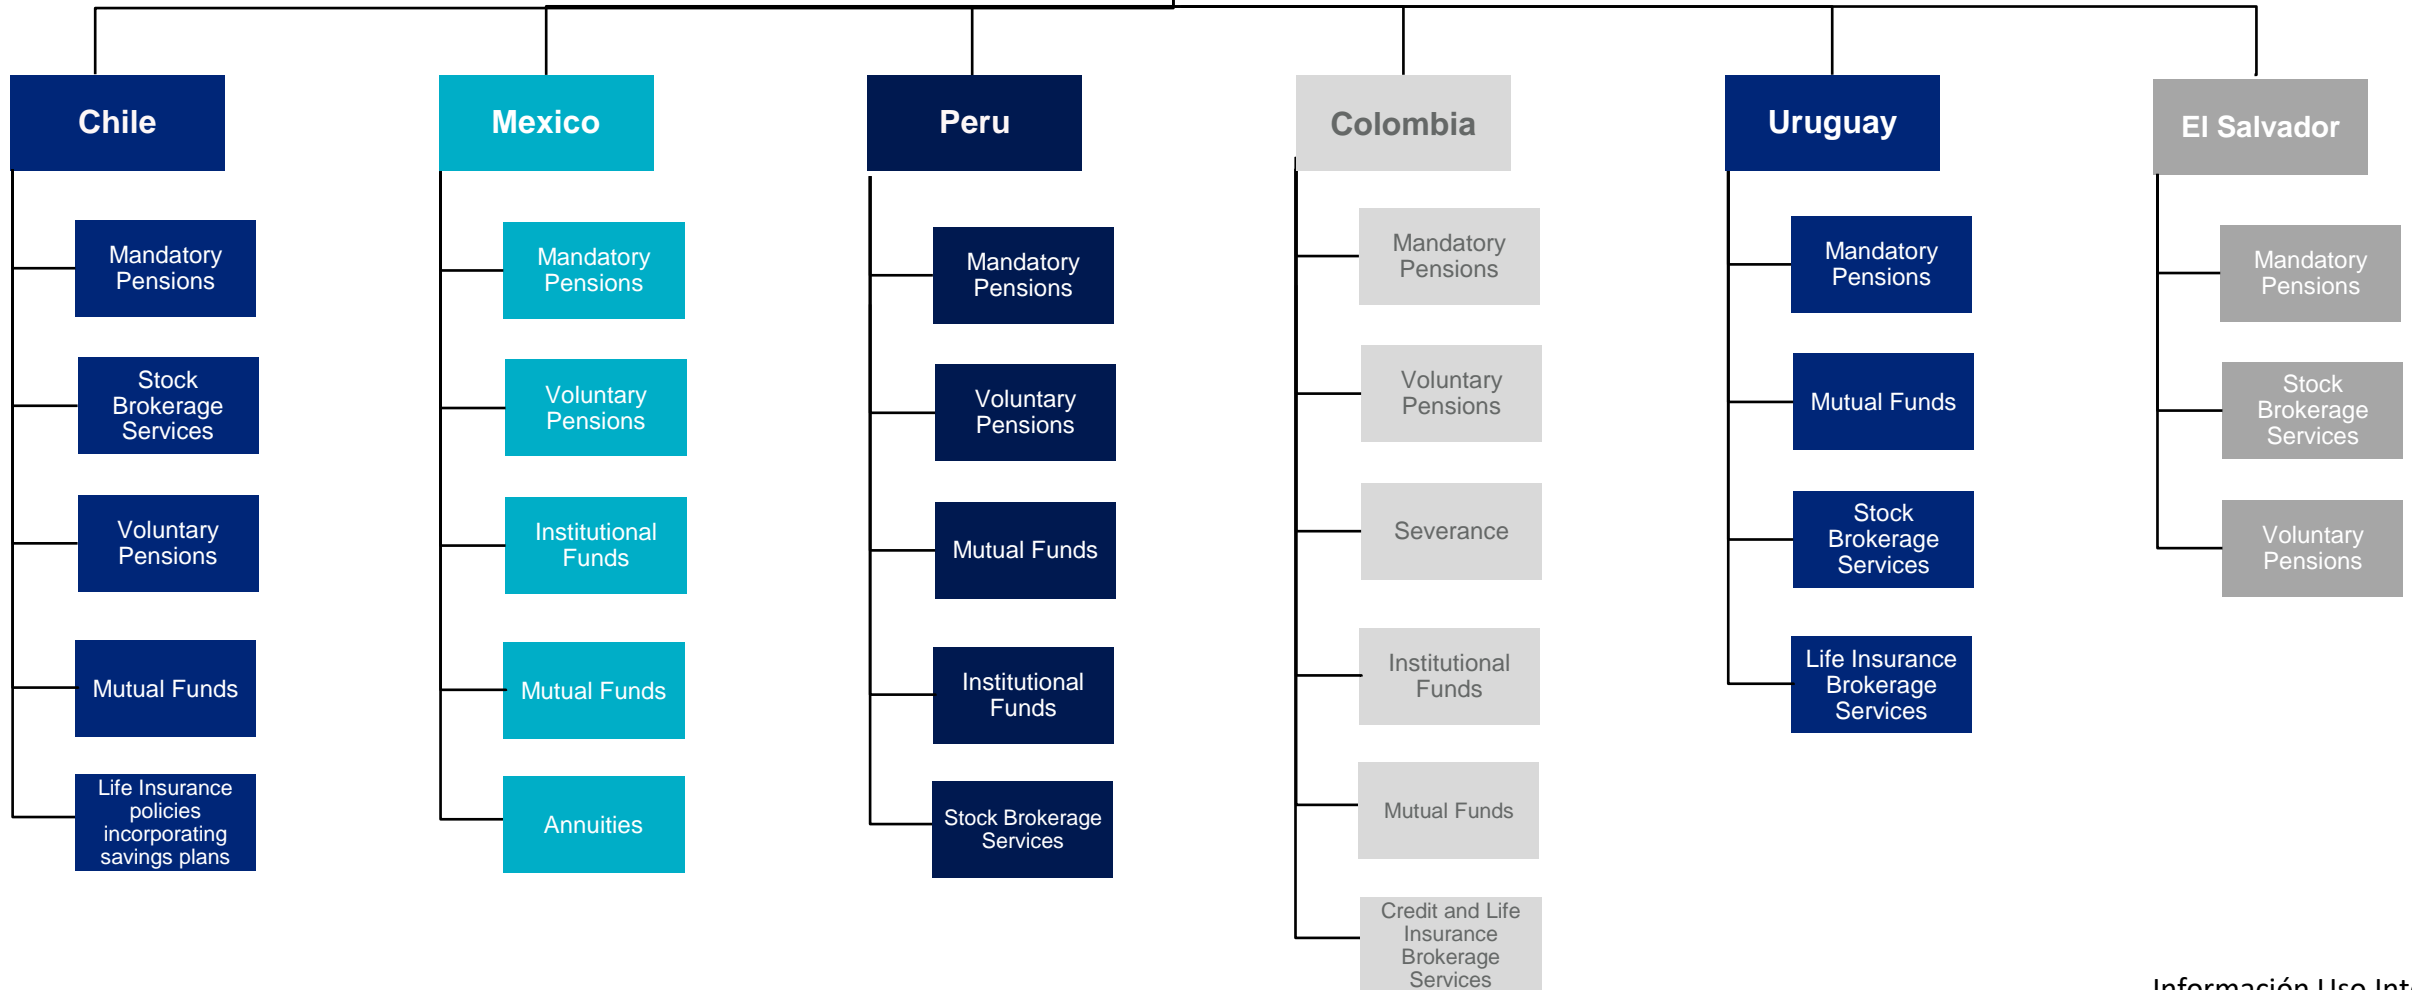 Chile
Mandatory
Pensions
Stock
Brokerage
Services
Voluntary
Pensions
Mutual Funds
Life Insurance
policies
incorporating
savings plans
Mexico
Mandatory
Pensions
Voluntary
Pensions
Institutional
Funds
Mutual Funds
Annuities
Peru
Mandatory
Pensions
Voluntary
Pensions
Mutual Funds
Institutional
Funds
Stock Brokerage
Services
Colombia
Mandatory
Pensions
Voluntary
Pensions
Severance
Institutional
Funds
Mutual Funds
Credit and Life
Insurance
Brokerage
Services
Uruguay
Mandatory
Pensions
Mutual Funds
Stock
Brokerage
Services
Life Insurance
Brokerage
Services
El Salvador
Mandatory
Pensions
Stock
Brokerage
Services
Voluntary
Pensions
Información Uso